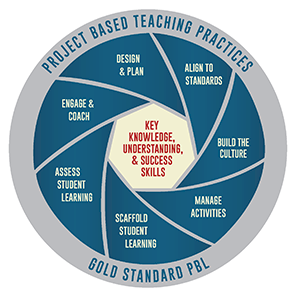 PROJECT BASED TEACHING PRACTICES
DESIGN
& PLAN
ALIGN TO
STANDARDS
BUILD THE
CULTURE
MANAGE
ACTIVITIES
SCAFFOLD
STUDENT
LEARNING
ASSESS
STUDENT
LEARNING
ENGAGE &
COACH
KEY
KNOWLEDGE,
UNDERSTANDING,
& SUCCESS
SKILLS
GOLD STANDARD PBL